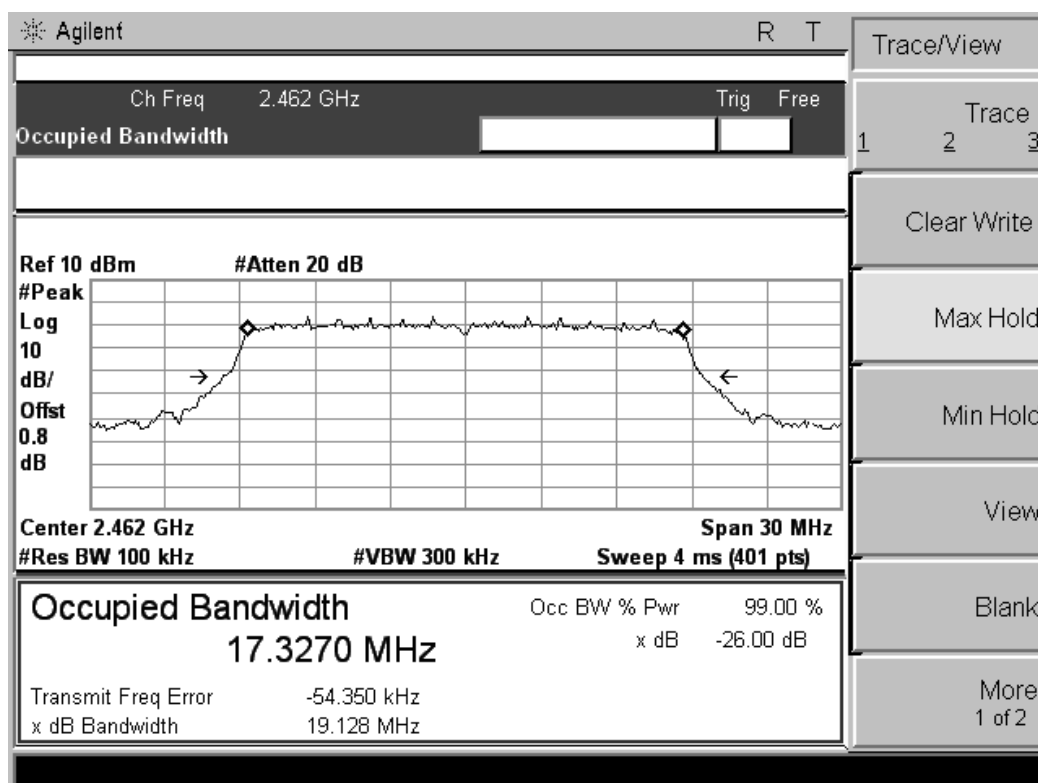 Agilent
R T
Trace/View
Ch Freq 2.462 GHz
Trig Free
Occupied Bandwidth
Trace
1 2 3
Clear Write
Max Hold
Min Hold
View
Blank
More
1 of 2
Ref 10 dBm
#Atten 20 dB
#Peak
Log
10
dB/
Offst
0.8
dB
Center 2.462 GHz
Span 30 MHz
#Res BW 100 kHz
#VBW 300 kHz
Sweep 4 ms (401 pts)
Occupied Bandwidth
17.3270 MHz
Occ BW % Pwr 99.00 %
x dB -26.00 dB
Transmit Freq Error -54.350 kHz
x dB Bandwidth 19.128 MHz